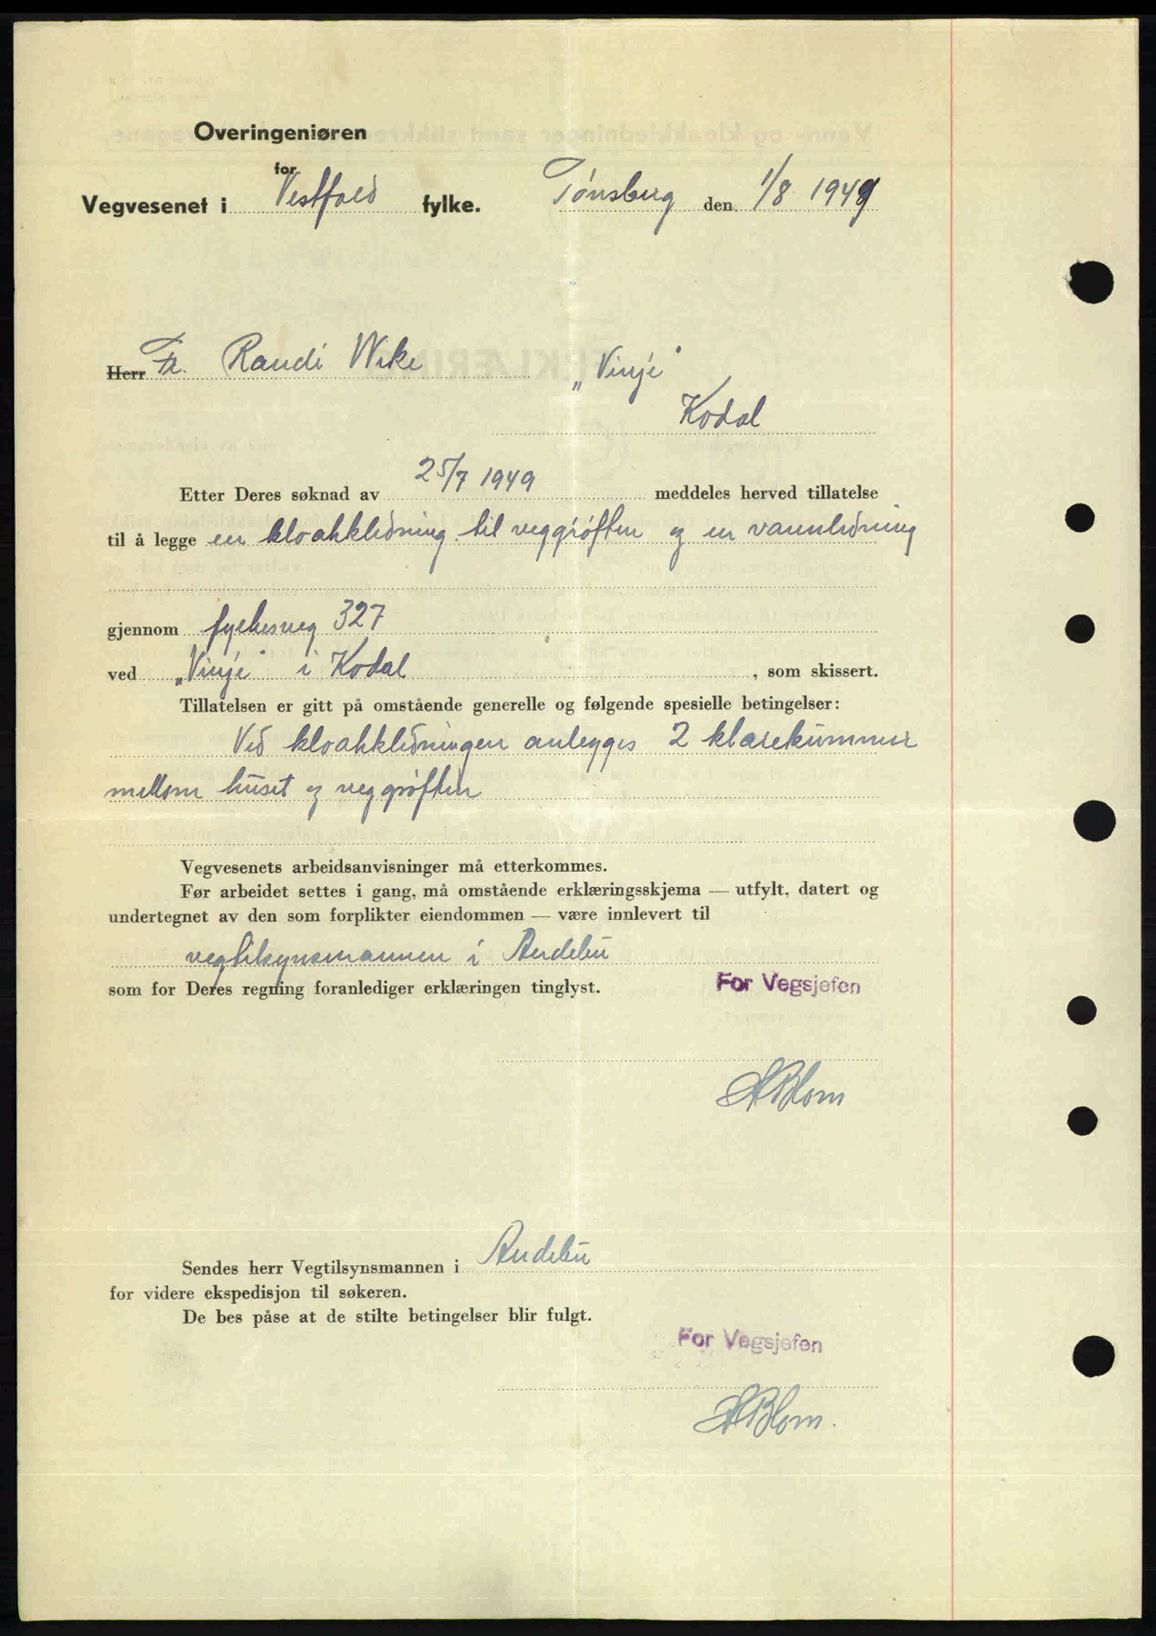 Overingeniøren
for
Vegvesenet i Vestfold fylke. Tønsberg den 1/8 1949
Herr Fr. Randi Wike „Vinje"
Kodal
Etter Deres søknad av 25/7 1949 meddeles herved tillatelse
til å legge en kloakkledning til veggrøften og en vannledning
gjennom fylkesveg 327
ved „Vinje" i Kodal , som skissert.
Tillatelsen er gitt på omstående generelle og følgende spesielle betingelser:
Ved kloakkledningen anlegges 2 klarekummer
mellom huset og veggrøften
Vegvesenets arbeidsanvisninger må etterkommes.
Før arbeidet settes i gang, må omstående erklæringsskjema — utfylt, datert og
undertegnet av den som forplikter eiendommen — være innlevert til
vegtilsynsmannen i Andebu
som for Deres regning foranlediger erklæringen tinglyst. For Vegsjefen
A Blom
Sendes herr Vegtilsynsmannen i Andebu
for videre ekspedisjon til søkeren.
De bes påse at de stilte betingelser blir fulgt.
For Vegsjefen
A Blom.